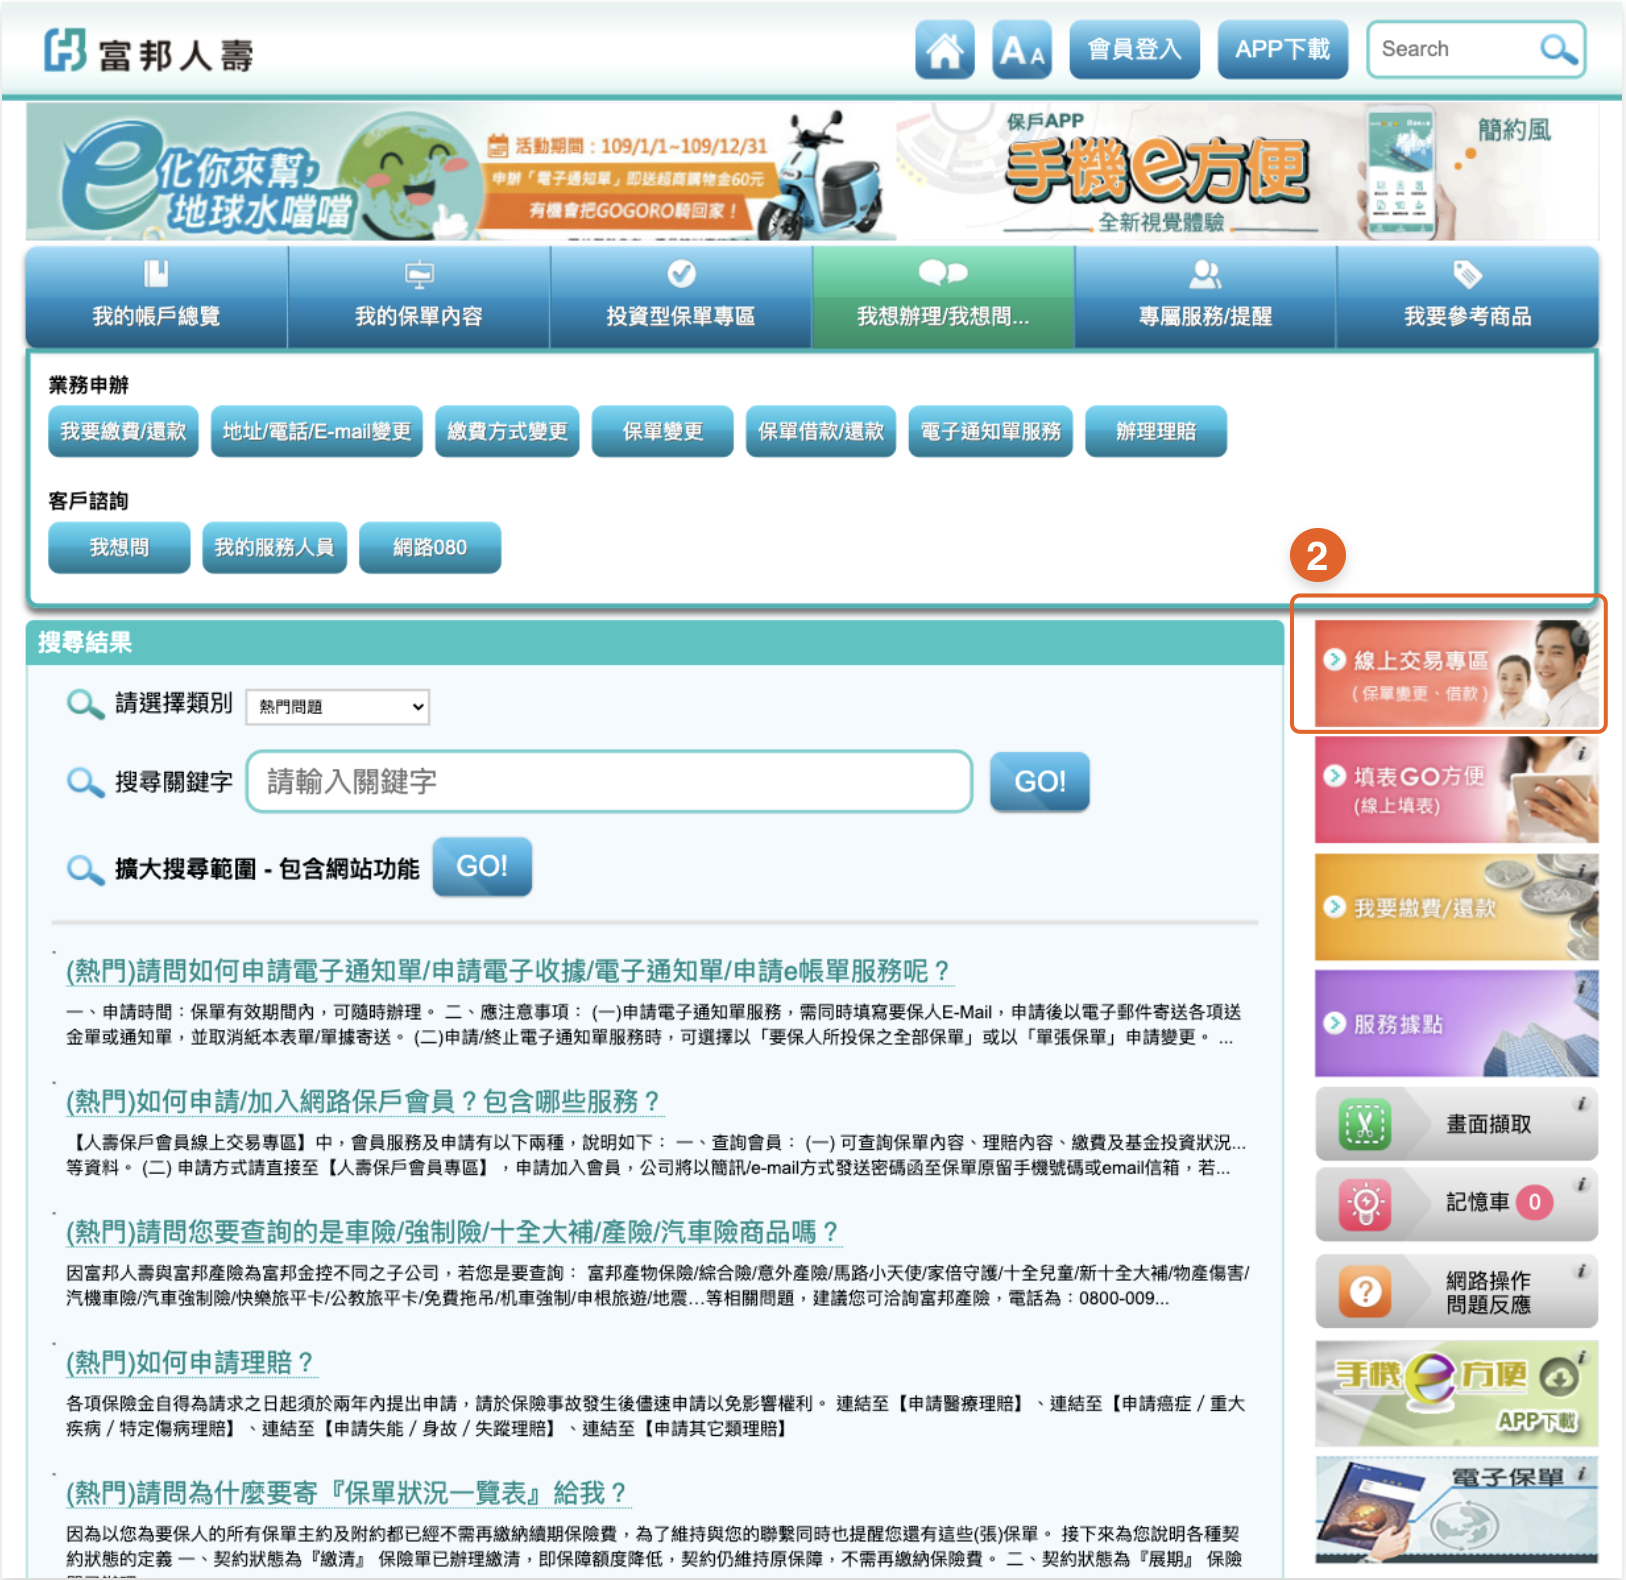 富邦人壽
AA
會員登入
APP下載
Search
e化你來幫,
地球水噹噹
活動期間：109/1/1~109/12/31
申辦「電子通知單」即送超商購物金60元
有機會把GOGORO騎回家！
保戶APP
手機e方便
全新視覺體驗
簡約風
我的帳戶總覽
我的保單內容
投資型保單專區
我想辦理/我想問...
專屬服務/提醒
我要參考商品
業務申辦
我要繳費/還款
地址/電話/E-mail變更
繳費方式變更
保單變更
保單借款/還款
電子通知單服務
辦理理賠
客戶諮詢
我想問
我的服務人員
網路080
2
搜尋結果
請選擇類別
熱門問題
搜尋關鍵字
請輸入關鍵字
GO!
擴大搜尋範圍 - 包含網站功能
GO!
(熱門)請問如何申請電子通知單/申請電子收據/電子通知單/申請e帳單服務呢？
一、申請時間：保單有效期間內，可隨時辦理。 二、應注意事項： (一)申請電子通知單服務，需同時填寫要保人E-Mail，申請後以電子郵件寄送各項送
金單或通知單，並取消紙本表單/單據寄送。 (二)申請/終止電子通知單服務時，可選擇以「要保人所投保之全部保單」或以「單張保單」申請變更。 ...
(熱門)如何申請/加入網路保戶會員？包含哪些服務？
【人壽保戶會員線上交易專區】中，會員服務及申請有以下兩種，說明如下： 一、查詢會員： (一) 可查詢保單內容、理賠內容、繳費及基金投資狀況...
等資料。 (二) 申請方式請直接至【人壽保戶會員專區】，申請加入會員，公司將以簡訊/e-mail方式發送密碼函至保單原留手機號碼或email信箱，若...
(熱門)請問您要查詢的是車險/強制險/十全大補/產險/汽車險商品嗎？
因富邦人壽與富邦產險為富邦金控不同之子公司，若您是要查詢： 富邦產物保險/綜合險/意外產險/馬路小天使/家倍守護/十全兒童/新十全大補/物產傷害/
汽機車險/汽車強制險/快樂旅平卡/公教旅平卡/免費拖吊/机車強制/申根旅遊/地震...等相關問題，建議您可洽詢富邦產險，電話為：0800-009...
(熱門)如何申請理賠？
各項保險金自得為請求之日起須於兩年內提出申請，請於保險事故發生後儘速申請以免影響權利。 連結至【申請醫療理賠】、連結至【申請癌症 / 重大
疾病 / 特定傷病理賠】、連結至【申請失能 / 身故 / 失蹤理賠】、連結至【申請其它類理賠】
(熱門)請問為什麼要寄『保單狀況一覽表』給我？
因為以您為要保人的所有保單主約及附約都已經不需再繳納續期保險費，為了維持與您的聯繫同時也提醒您還有這些(張)保單。 接下來為您說明各種契
約狀態的定義 一、契約狀態為『繳清』 保險單已辦理繳清，即保障額度降低，契約仍維持原保障，不需再繳納保險費。 二、契約狀態為『展期』 保險
線上交易專區
(保單變更、借款)
填表GO方便
(線上填表)
我要繳費/還款
服務據點
畫面擷取
記憶車 0
網路操作
問題反應
手機e方便
APP下載
電子保單